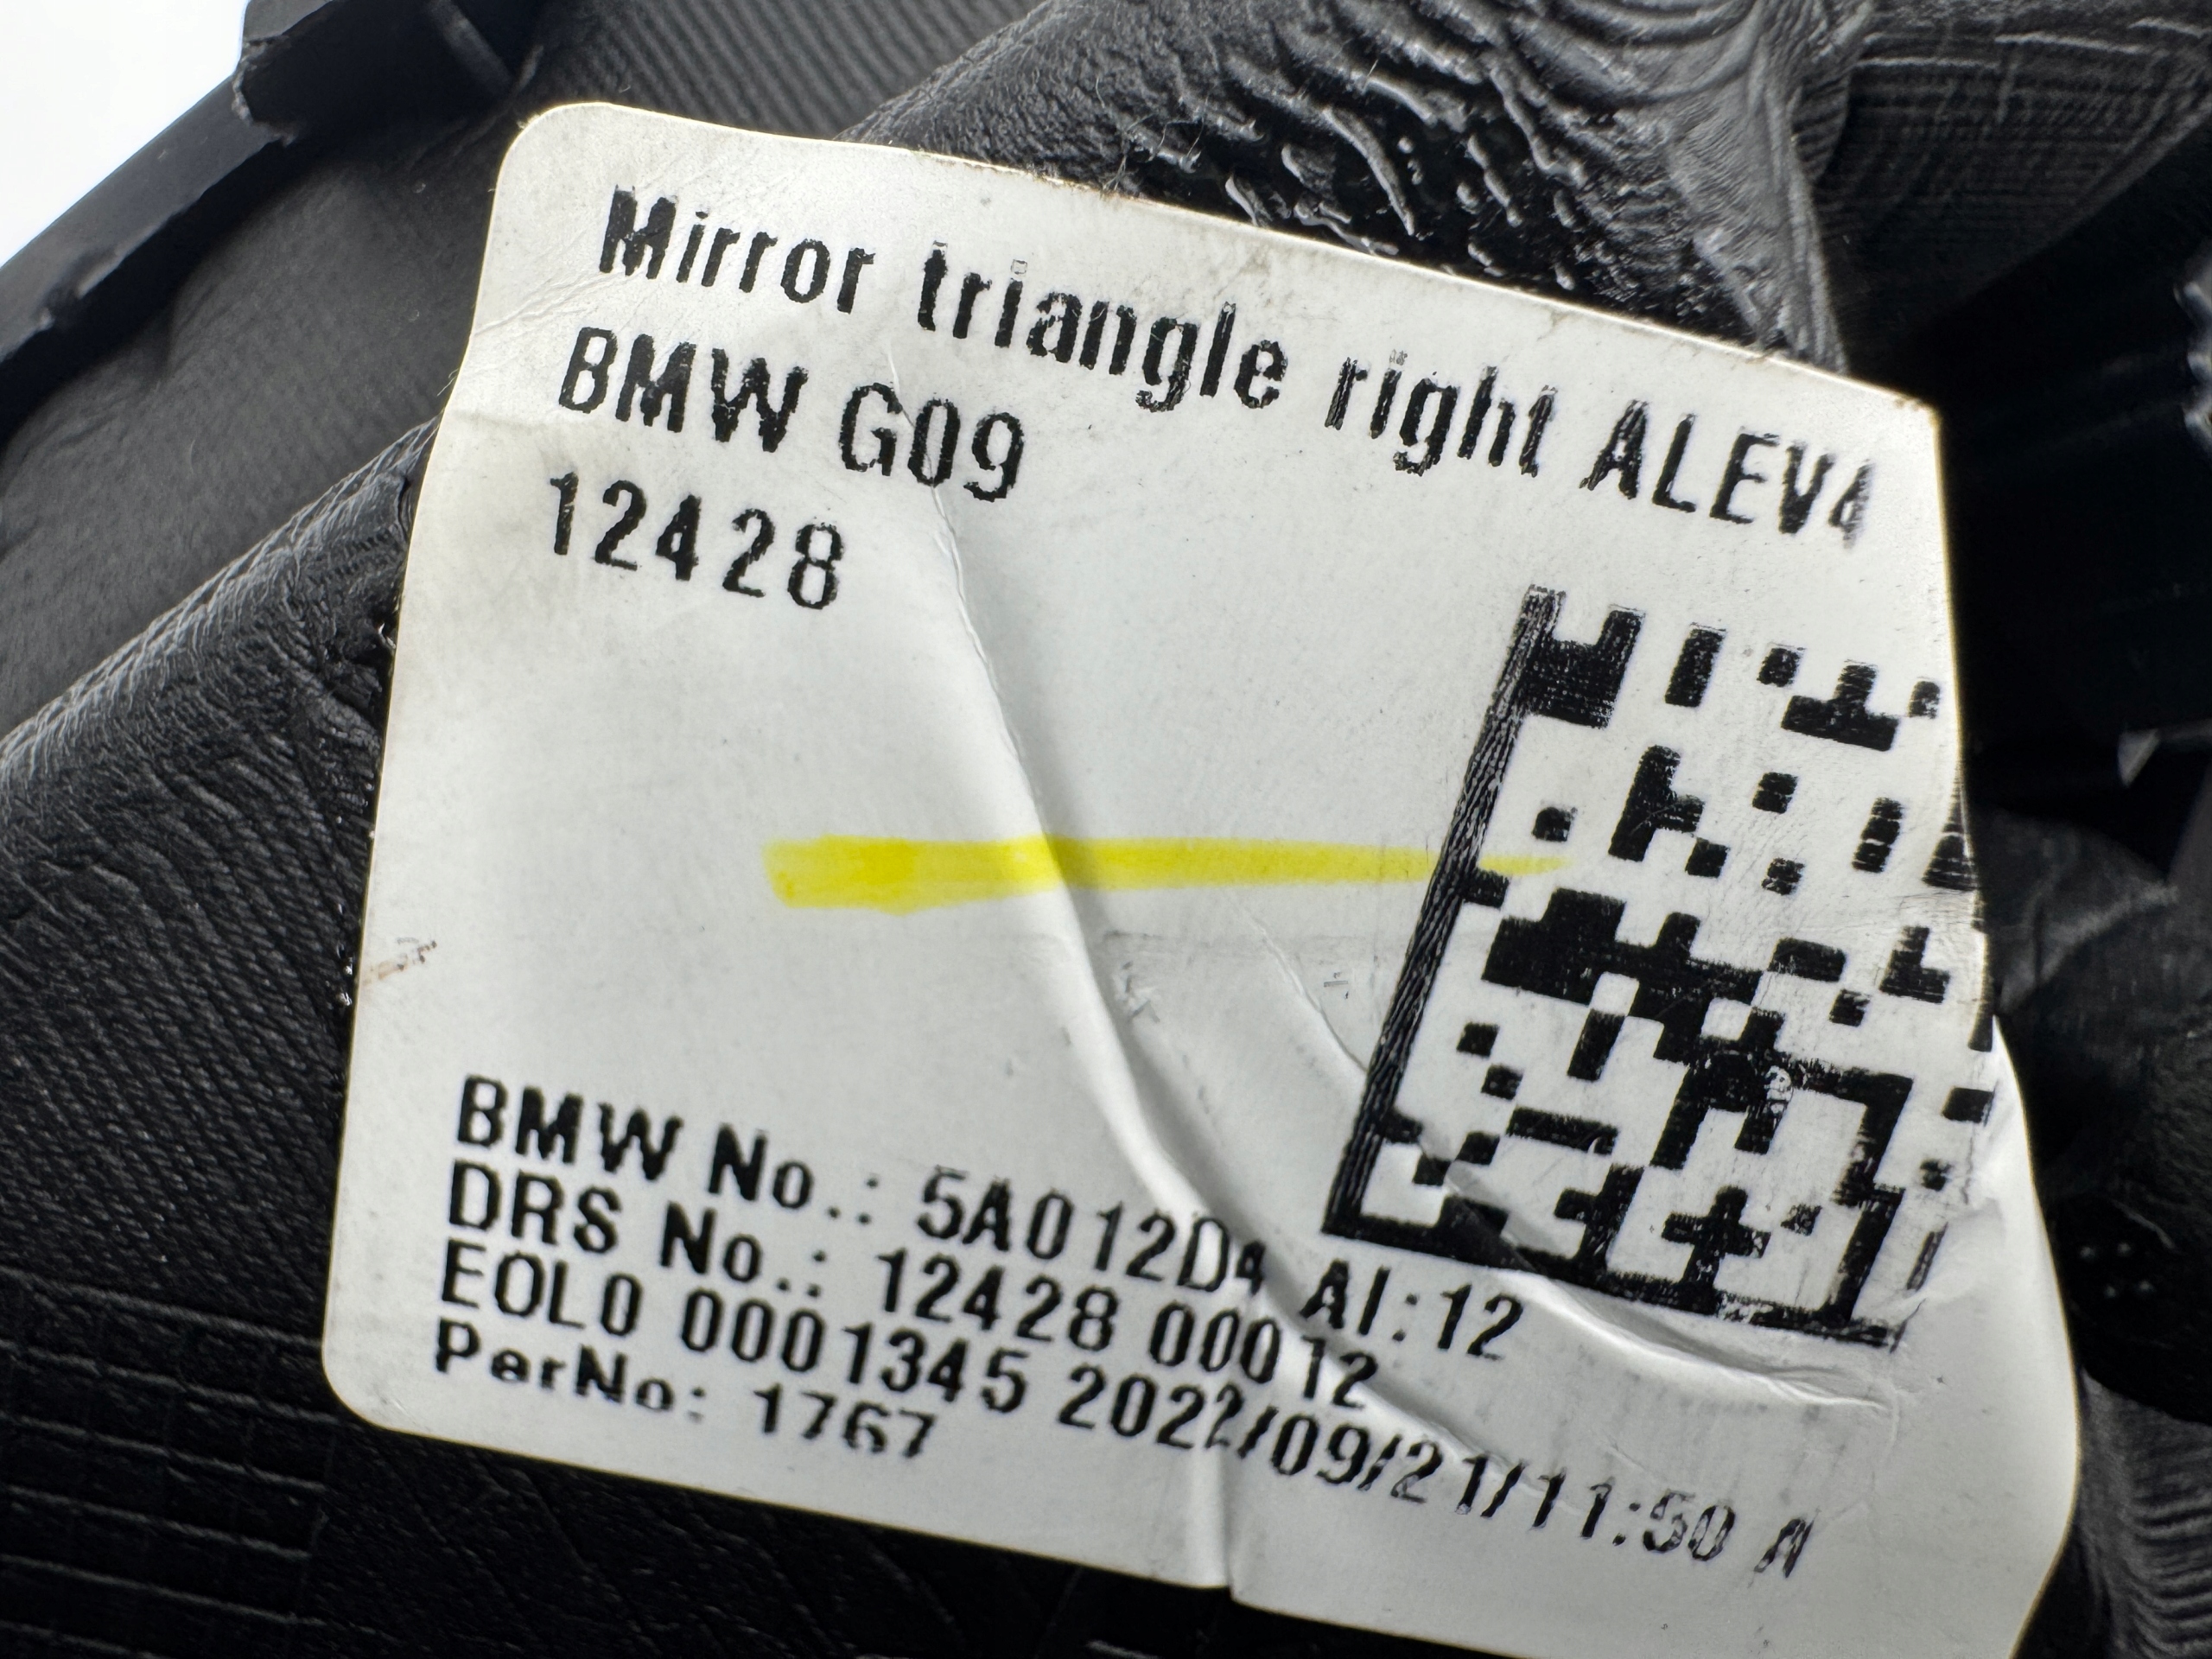 Mirror triangle right ALEV4
BMW G09
12428
BMW No.: 5A012D4 AI:12
DRS No.: 12428 00012
EOL0 0001345 2022/09/21/11:50
PerNo: 1767